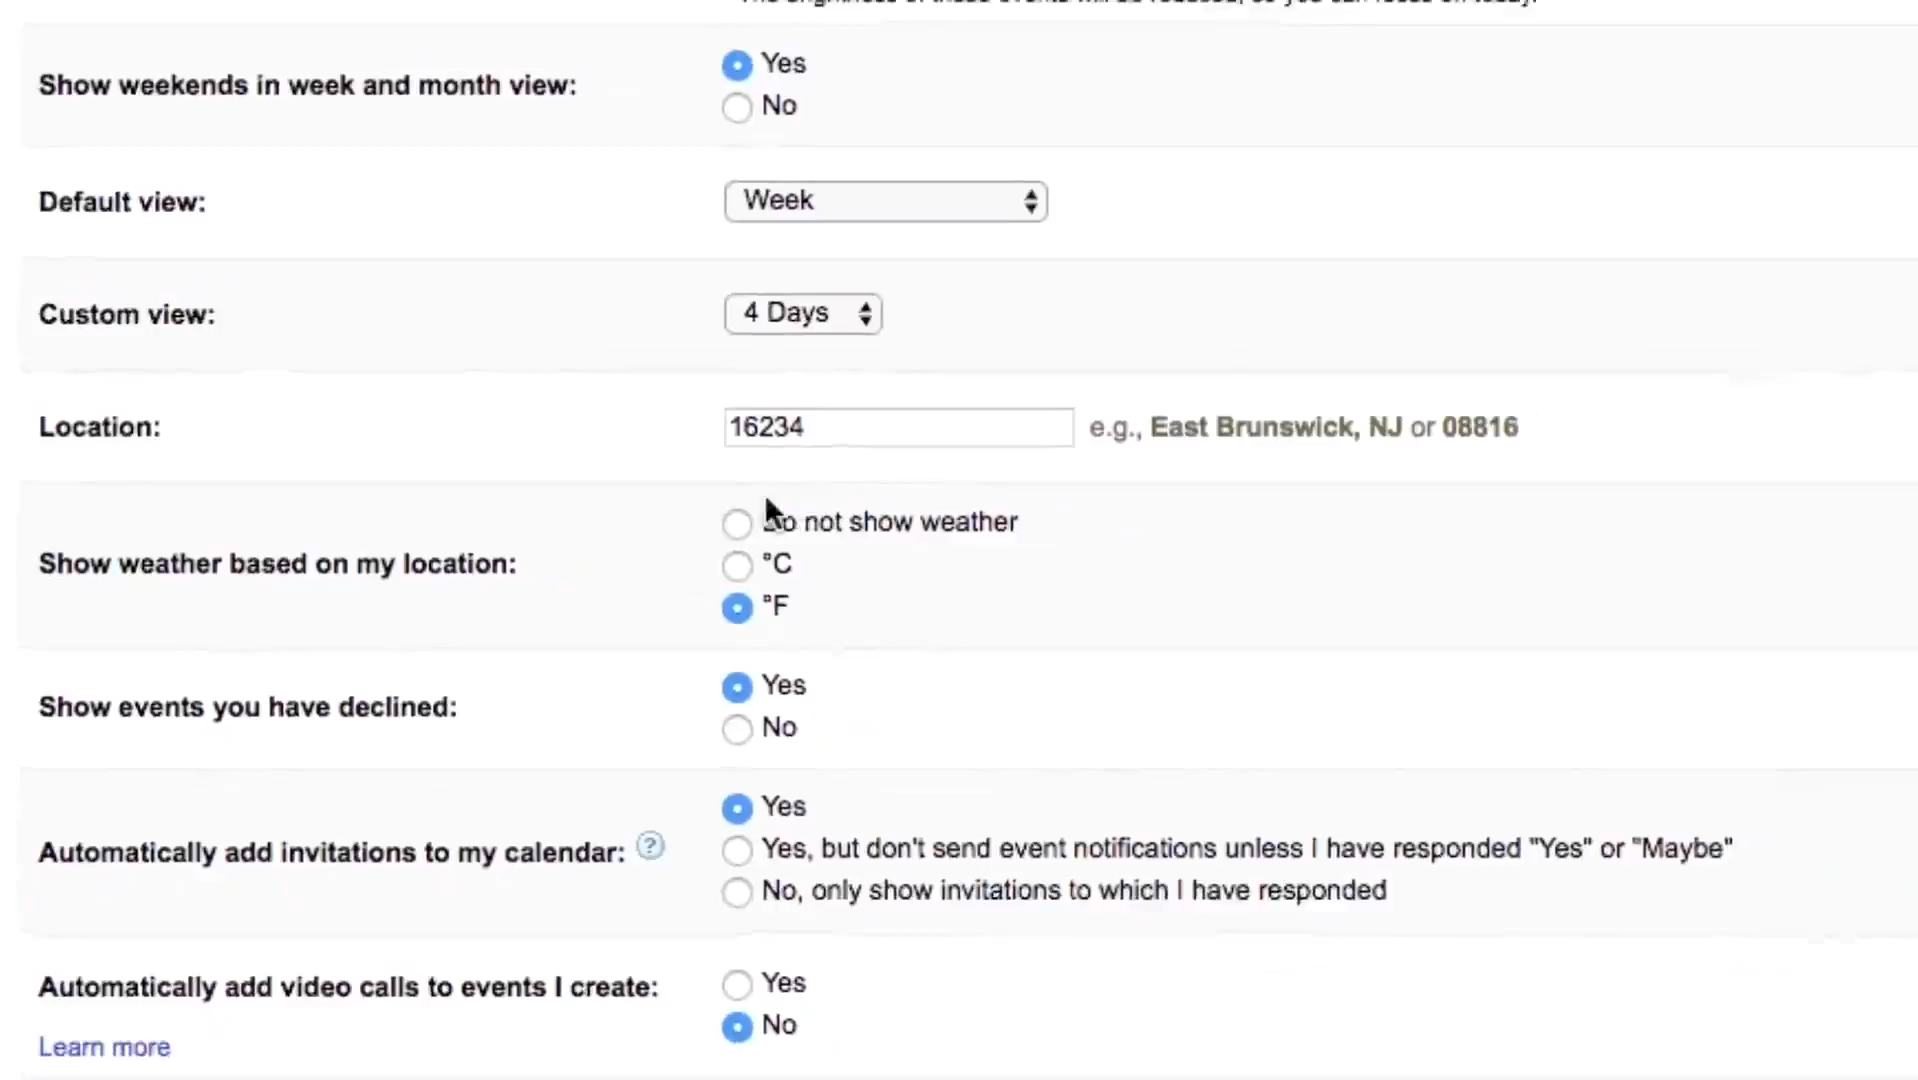 Show weekends in week and month view:
Yes
No
Default view:
Week
Custom view:
4 Days
Location:
16234
e.g., East Brunswick, NJ or 08816
Show weather based on my location:
not show weather
°C
°F
Show events you have declined:
Yes
No
Automatically add invitations to my calendar: ?
Yes
Yes, but don't send event notifications unless I have responded "Yes" or "Maybe"
No, only show invitations to which I have responded
Automatically add video calls to events I create:
Learn more
Yes
No